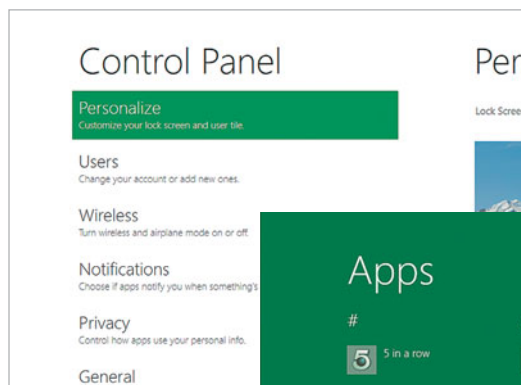 Control Panel
Personalize
Customize your lock screen and user tile.
Users
Change your account or add new ones.
Wireless
Turn wireless and airplane mode on or off.
Notifications
Choose if apps notify you when something's
Privacy
Control how apps use your personal info.
General
Per
Lock Scree
Apps
#
5
5 in a row